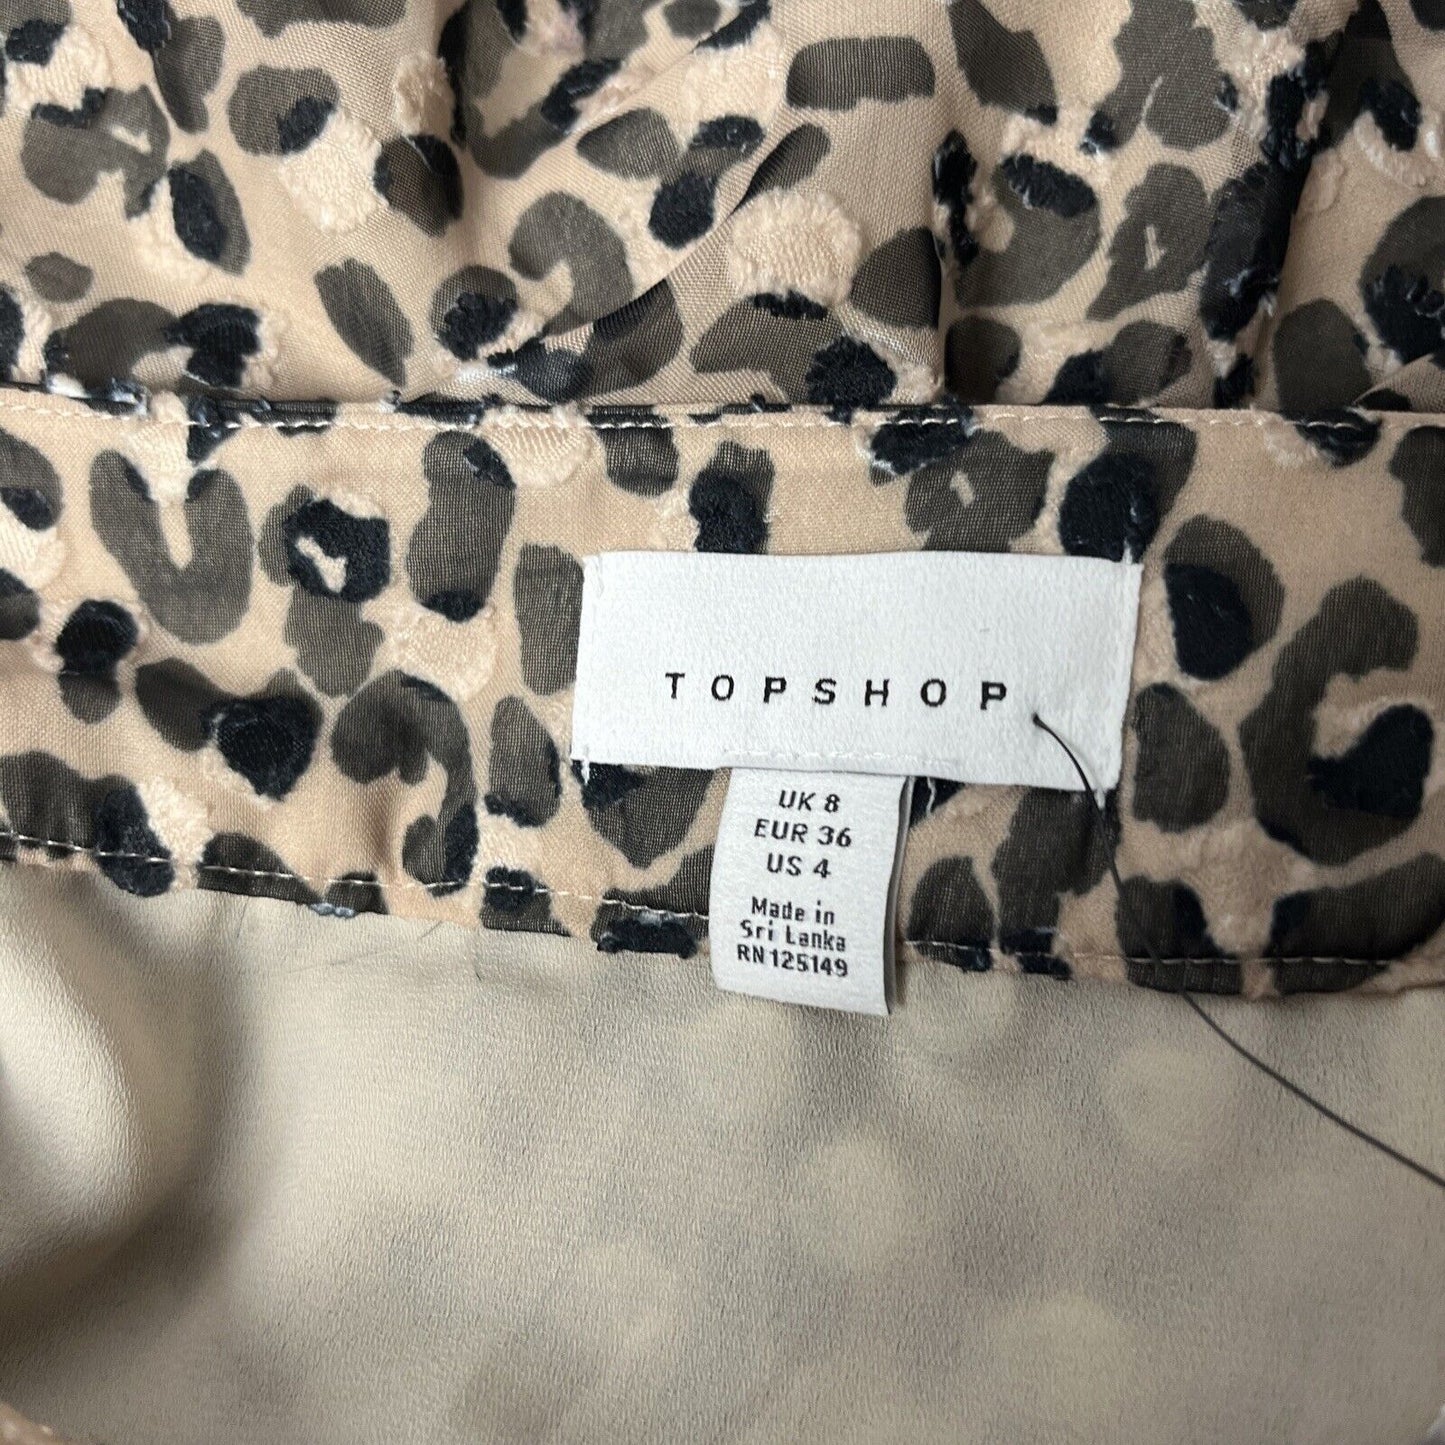 TOPSHOP
UK 8
EUR 36
US 4
Made in
Sri Lanka
RN125149